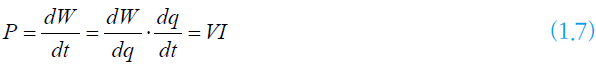 P = dW/dt = dW/dq · dq/dt = VI (1.7)